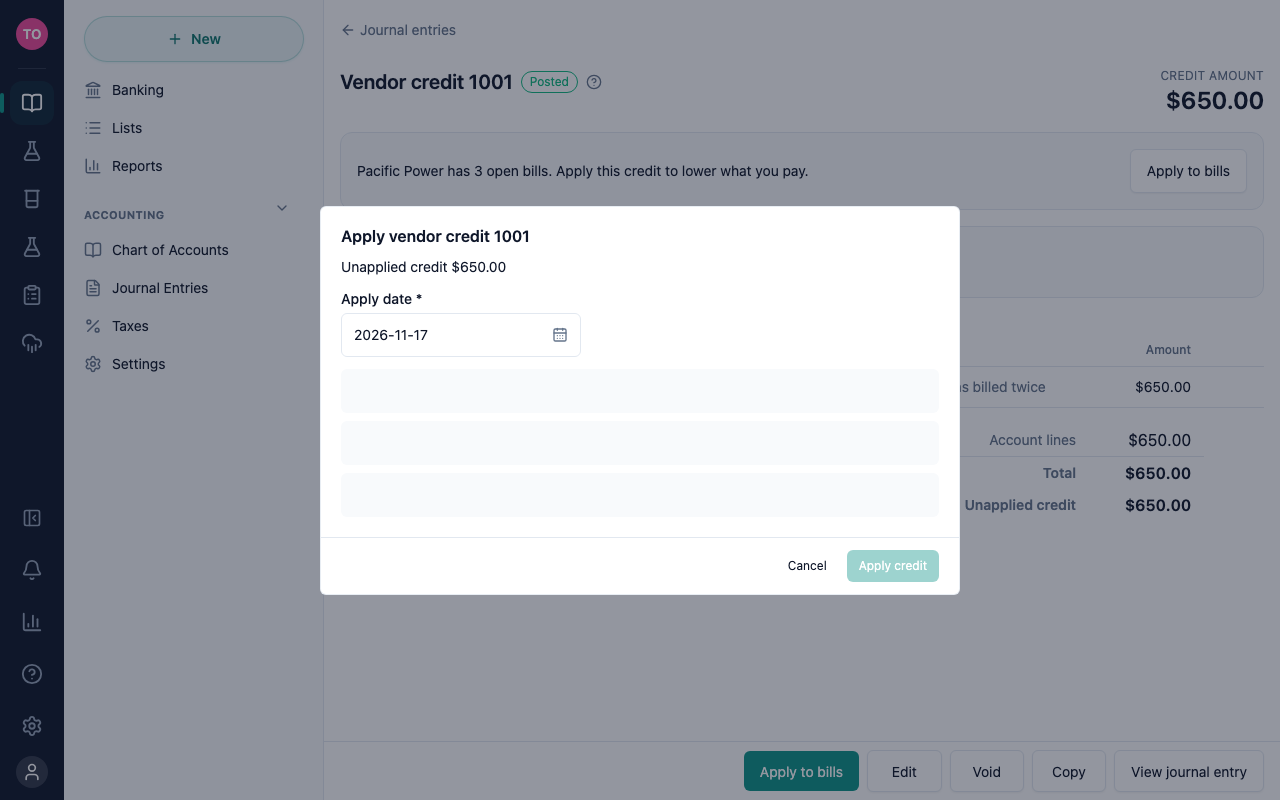 TO
New
Banking
Lists
Reports
ACCOUNTING
Chart of Accounts
Journal Entries
Taxes
Settings
Journal entries
Vendor credit 1001
Posted
CREDIT AMOUNT
$650.00
Pacific Power has 3 open bills. Apply this credit to lower what you pay.
Apply to bills
Apply vendor credit 1001
Unapplied credit $650.00
Apply date *
2026-11-17
Cancel
Apply credit
Amount
billed twice $650.00
Account lines $650.00
Total $650.00
Unapplied credit $650.00
Apply to bills
Edit
Void
Copy
View journal entry